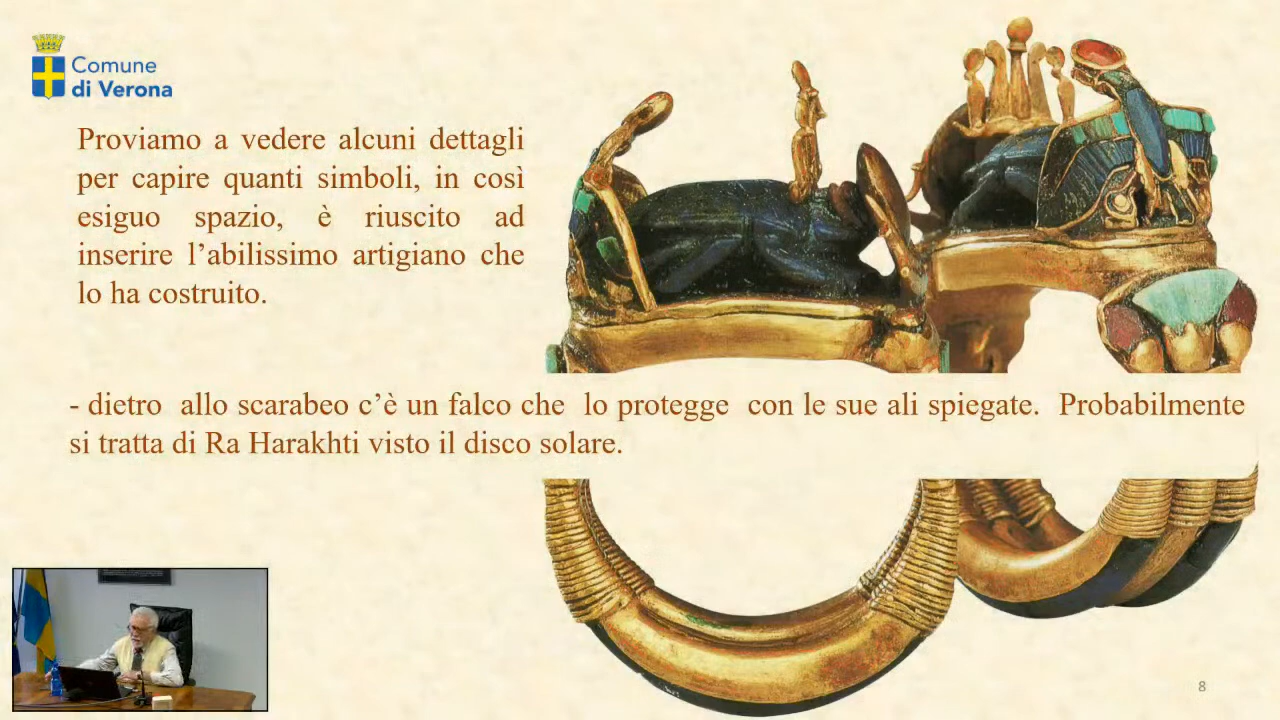 Comune
di Verona
Proviamo a vedere alcuni dettagli
per capire quanti simboli, in così
esiguo spazio, è riuscito ad
inserire l’abilissimo artigiano che
lo ha costruito.
- dietro allo scarabeo c’è un falco che lo protegge con le sue ali spiegate. Probabilmente
si tratta di Ra Harakhti visto il disco solare.
8